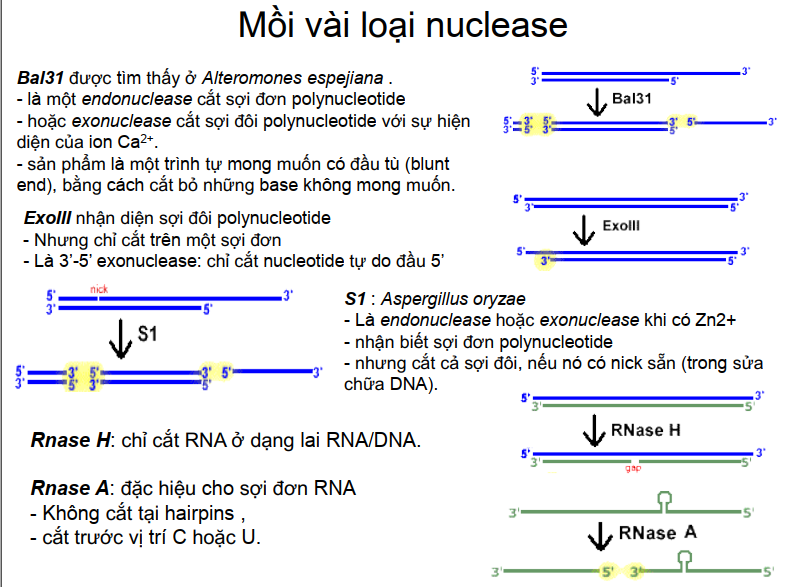 Mồi vài loại nuclease
Bal31 được tìm thấy ở Alteromones espejiana .
- là một endonuclease cắt sợi đơn polynucleotide
- hoặc exonuclease cắt sợi đôi polynucleotide với sự hiện
diện của ion Ca2+.
- sản phẩm là một trình tự mong muốn có đầu tù (blunt
end), bằng cách cắt bỏ những base không mong muốn.
5' 3'
3' 5'
Bal31
5' 3' 5' 3' 5' 3'
3' 5' 3' 5'
ExoIII nhận diện sợi đôi polynucleotide
- Nhưng chỉ cắt trên một sợi đơn
- Là 3'-5' exonuclease: chỉ cắt nucleotide tự do đầu 5'
5' 3'
3' 5'
ExoIII
5' 3'
3' 5'
nick
5' 3'
3' 5'
S1
5' 3' 5' 3' 5' 3'
3' 5' 3' 5'
S1 : Aspergillus oryzae
- Là endonuclease hoặc exonuclease khi có Zn2+
- nhận biết sợi đơn polynucleotide
- nhưng cắt cả sợi đôi, nếu nó có nick sẵn (trong sửa
chữa DNA).
Rnase H: chỉ cắt RNA ở dạng lai RNA/DNA.
5' 3'
3' 5'
RNase H
5' 3'
3' 5'
gap
Rnase A: đặc hiệu cho sợi đơn RNA
- Không cắt tại hairpins ,
- cắt trước vị trí C hoặc U.
3' 5'
RNase A
3' 5' 3' 5'